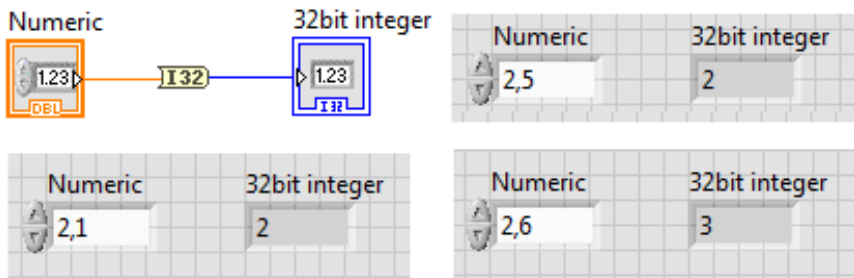 Numeric
32bit integer
1.23
DBL
I32
1.23
I32
Numeric
32bit integer
2,5
2
Numeric
32bit integer
2,1
2
Numeric
32bit integer
2,6
3